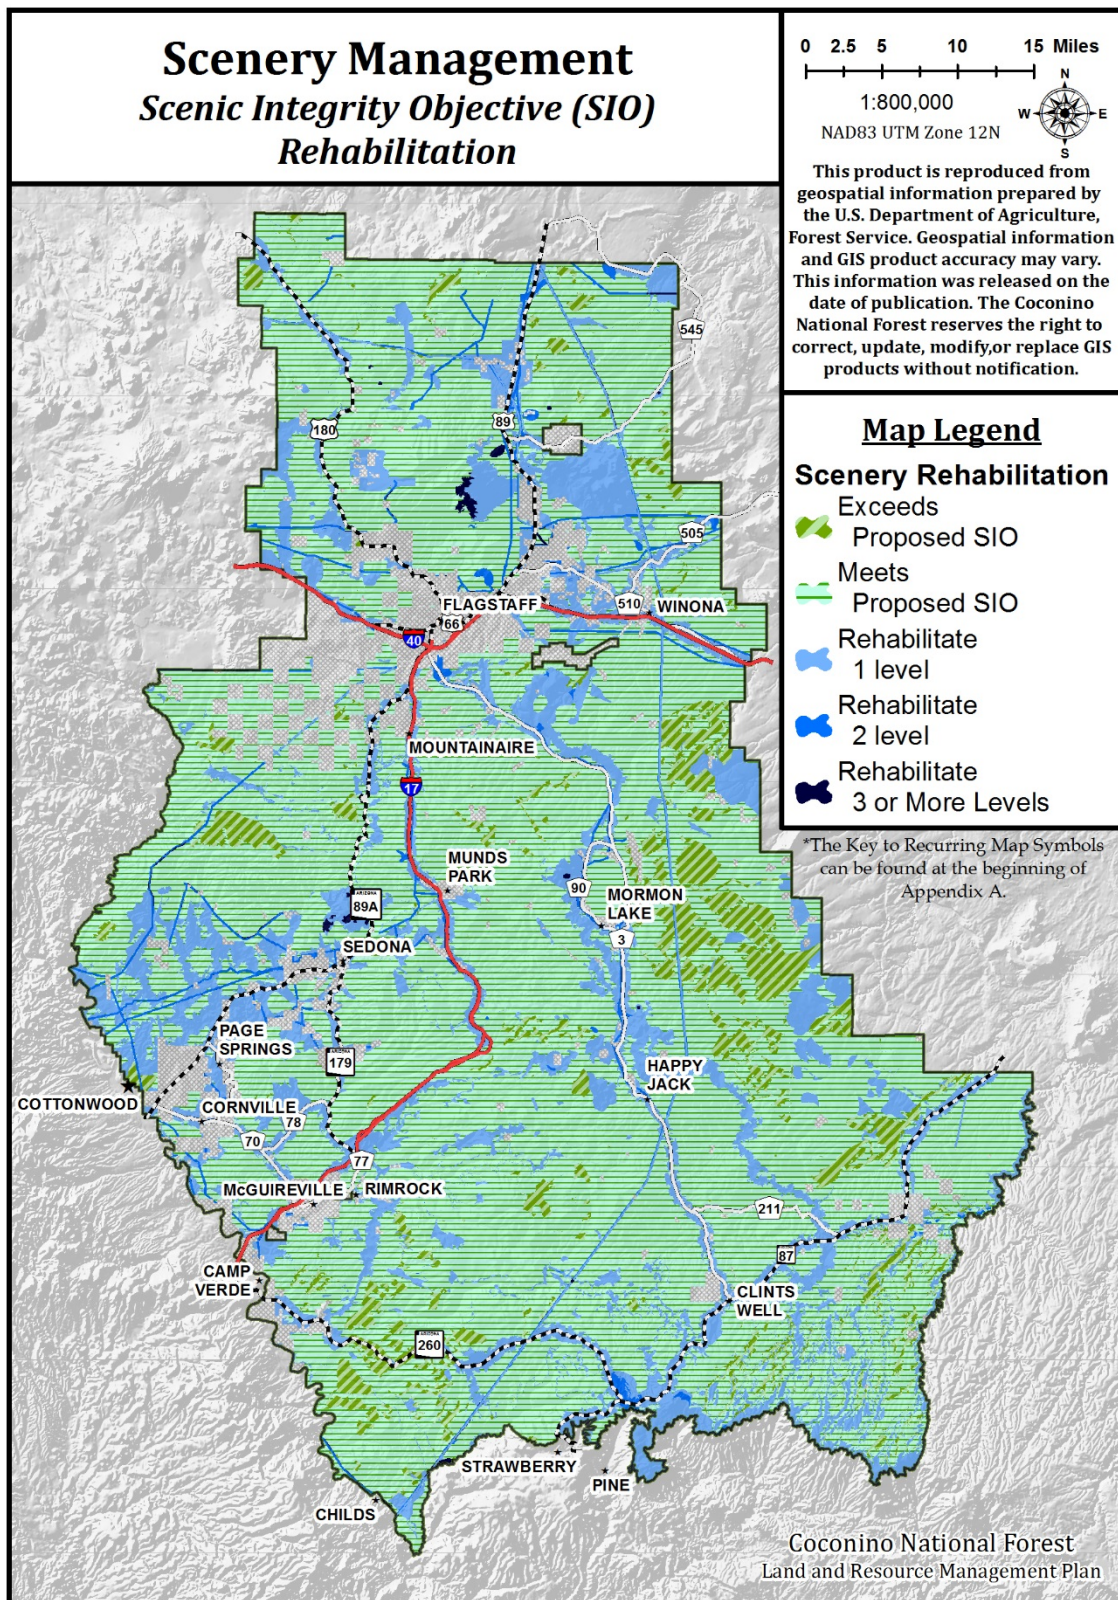 Scenery Management
Scenic Integrity Objective (SIO)
Rehabilitation
0 2.5 5 10 15 Miles
1:800,000
NAD83 UTM Zone 12N
N
W E
S
This product is reproduced from
geospatial information prepared by
the U.S. Department of Agriculture,
Forest Service. Geospatial information
and GIS product accuracy may vary.
This information was released on the
date of publication. The Coconino
National Forest reserves the right to
correct, update, modify,or replace GIS
products without notification.
Map Legend
Scenery Rehabilitation
Exceeds
Proposed SIO
Meets
Proposed SIO
Rehabilitate
1 level
Rehabilitate
2 level
Rehabilitate
3 or More Levels
*The Key to Recurring Map Symbols
can be found at the beginning of
Appendix A.
545
180
89
505
FLAGSTAFF
510
WINONA
66
40
MOUNTAINAIRE
17
MUNDS
PARK
90
MORMON
LAKE
ARIZONA
89A
3
SEDONA
PAGE
SPRINGS
ARIZONA
179
HAPPY
JACK
COTTONWOOD
CORNVILLE
78
70
77
McGUIREVILLE
RIMROCK
211
87
CAMP
VERDE
CLINTS
WELL
ARIZONA
260
STRAWBERRY
PINE
CHILDS
Coconino National Forest
Land and Resource Management Plan